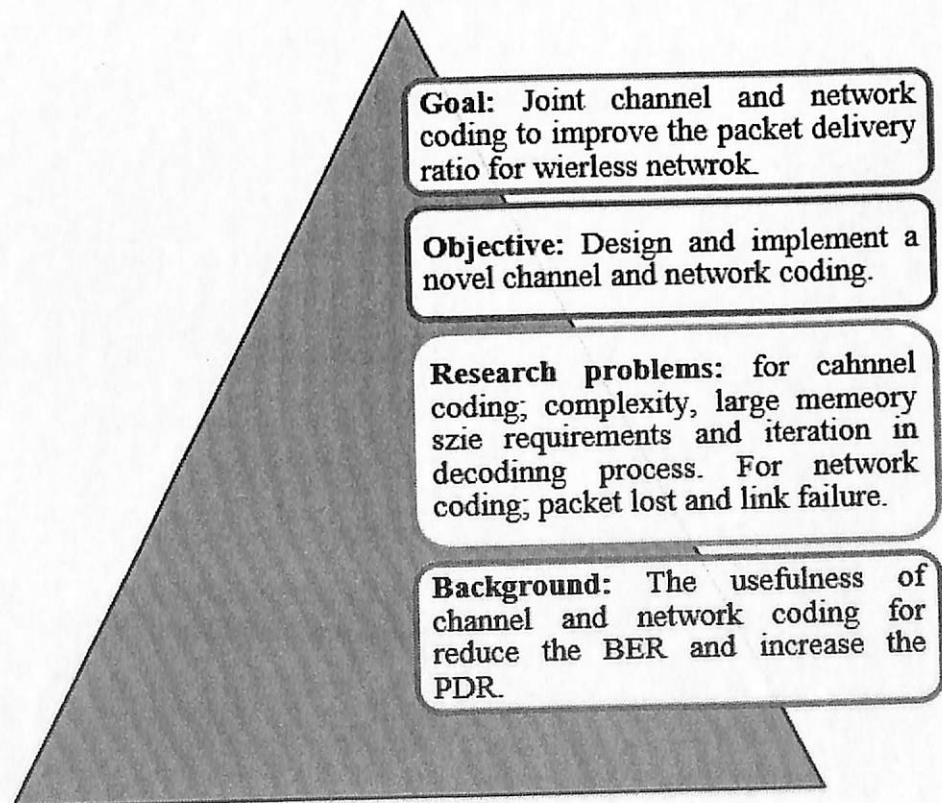 Goal: Joint channel and network
coding to improve the packet delivery
ratio for wierless netwrok.
Objective: Design and implement a
novel channel and network coding.
Research problems: for cahnnel
coding; complexity, large memeory
szie requirements and iteration in
decodinng process. For network
coding; packet lost and link failure.
Background: The usefulness of
channel and network coding for
reduce the BER and increase the
PDR.